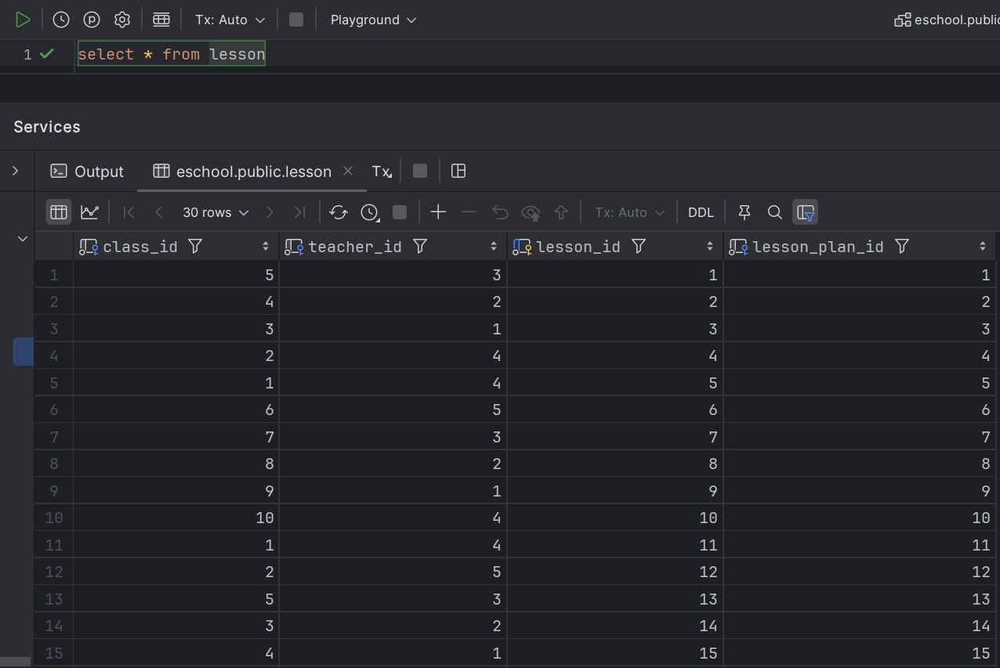 Tx: Auto Playground eschool.public
1 select * from lesson
Services
Output eschool.public.lesson Tx
30 rows Tx: Auto DDL
class_id teacher_id lesson_id lesson_plan_id
1 5 3 1 1
2 4 2 2 2
3 3 1 3 3
4 2 4 4 4
5 1 4 5 5
6 6 5 6 6
7 7 3 7 7
8 8 2 8 8
9 9 1 9 9
10 10 4 10 10
11 1 4 11 11
12 2 5 12 12
13 5 3 13 13
14 3 2 14 14
15 4 1 15 15